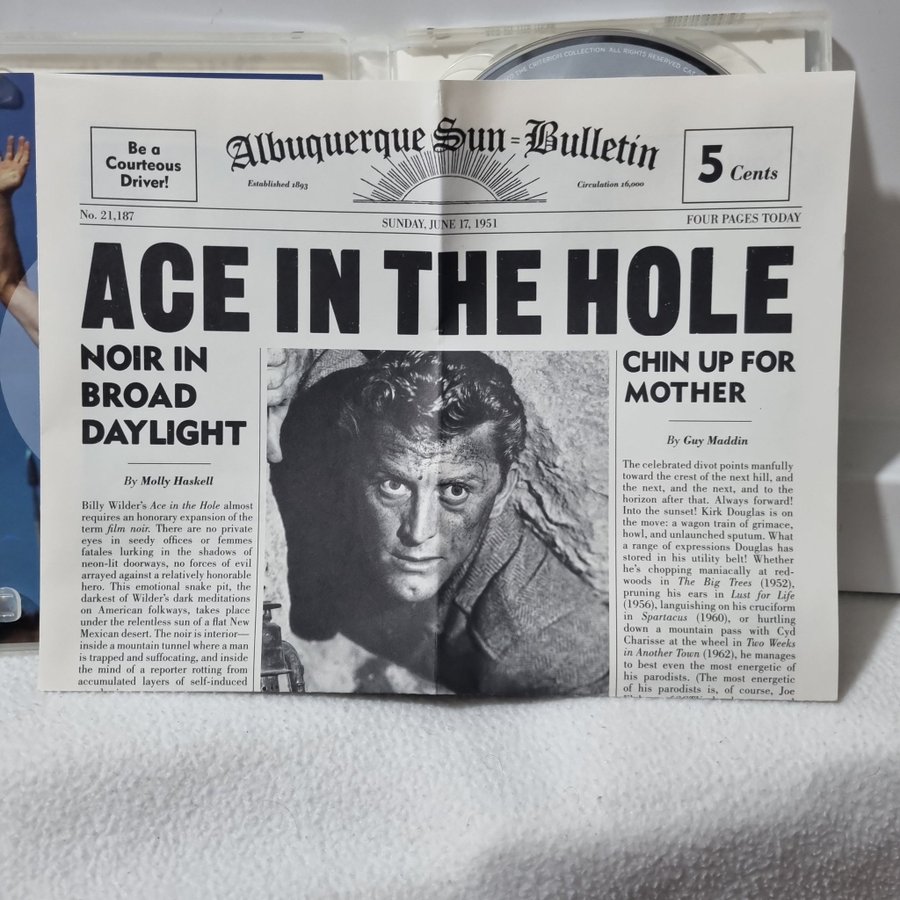 THE CRITERION COLLECTION. ALL RIGHTS RESERVED. CAT
Be a
Courteous
Driver!
Albuquerque Sun=Bulletin
Established 1893
Circulation 16,000
5 Cents
No. 21,187
SUNDAY, JUNE 17, 1951
FOUR PAGES TODAY
ACE IN THE HOLE
NOIR IN
BROAD
DAYLIGHT
By Molly Haskell
Billy Wilder's Ace in the Hole almost
requires an honorary expansion of the
term film noir. There are no private
eyes in seedy offices or femmes
fatales lurking in the shadows of
neon-lit doorways, no forces of evil
arrayed against a relatively honorable
hero. This emotional snake pit, the
darkest of Wilder's dark meditations
on American folkways, takes place
under the relentless sun of a flat New
Mexican desert. The noir is interior—
inside a mountain tunnel where a man
is trapped and suffocating, and inside
the mind of a reporter rotting from
accumulated layers of self-induced
CHIN UP FOR
MOTHER
By Guy Maddin
The celebrated divot points manfully
toward the crest of the next hill, and
the next, and the next, and to the
horizon after that. Always forward!
Into the sunset! Kirk Douglas is on
the move: a wagon train of grimace,
howl, and unlaunched sputum. What
a range of expressions Douglas has
stored in his utility belt! Whether
he's chopping maniacally at red-
woods in The Big Trees (1952),
pruning his ears in Lust for Life
(1956), languishing on his cruciform
in Spartacus (1960), or hurtling
down a mountain pass with Cyd
Charisse at the wheel in Two Weeks
in Another Town (1962), he manages
to best even the most energetic of
his parodists. (The most energetic
of his parodists is, of course, Joe